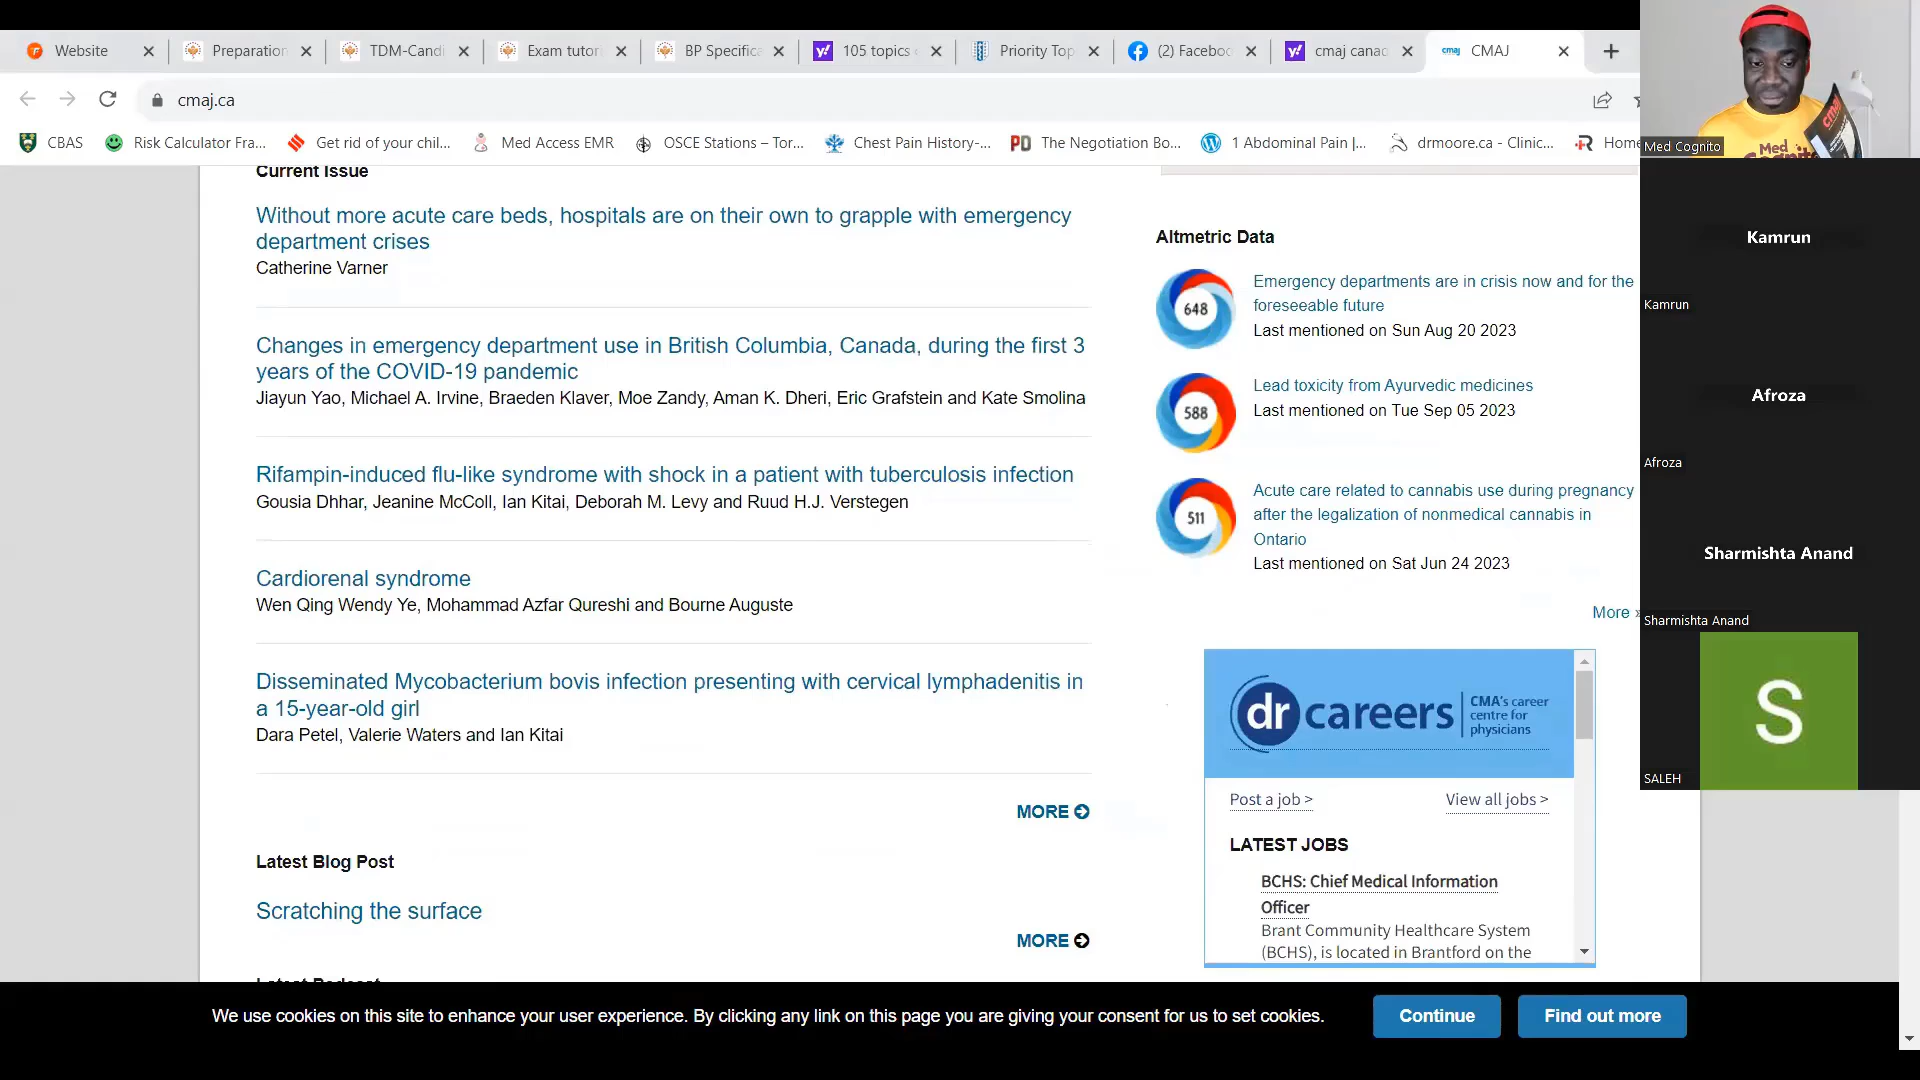 Website
Preparation
TDM-Candi
Exam tutori
BP Specifica
105 topics
Priority Top
(2) Faceboo
cmaj canad
cmaj CMAJ
cmaj.ca
CBAS
Risk Calculator Fra...
Get rid of your chil...
Med Access EMR
OSCE Stations – Tor...
Chest Pain History-...
PD The Negotiation Bo...
1 Abdominal Pain |...
drmoore.ca - Clinic...
Home
Current Issue
Without more acute care beds, hospitals are on their own to grapple with emergency
department crises
Catherine Varner
Changes in emergency department use in British Columbia, Canada, during the first 3
years of the COVID-19 pandemic
Jiayun Yao, Michael A. Irvine, Braeden Klaver, Moe Zandy, Aman K. Dheri, Eric Grafstein and Kate Smolina
Rifampin-induced flu-like syndrome with shock in a patient with tuberculosis infection
Gousia Dhhar, Jeanine McColl, Ian Kitai, Deborah M. Levy and Ruud H.J. Verstegen
Cardiorenal syndrome
Wen Qing Wendy Ye, Mohammad Azfar Qureshi and Bourne Auguste
Disseminated Mycobacterium bovis infection presenting with cervical lymphadenitis in
a 15-year-old girl
Dara Petel, Valerie Waters and Ian Kitai
MORE
Latest Blog Post
Scratching the surface
MORE
Latest Podcast
Altmetric Data
648
Emergency departments are in crisis now and for the
foreseeable future
Last mentioned on Sun Aug 20 2023
588
Lead toxicity from Ayurvedic medicines
Last mentioned on Tue Sep 05 2023
511
Acute care related to cannabis use during pregnancy
after the legalization of nonmedical cannabis in
Ontario
Last mentioned on Sat Jun 24 2023
More »
dr careers
CMA's career
centre for
physicians
Post a job >
View all jobs >
LATEST JOBS
BCHS: Chief Medical Information
Officer
Brant Community Healthcare System
(BCHS), is located in Brantford on the
We use cookies on this site to enhance your user experience. By clicking any link on this page you are giving your consent for us to set cookies.
Continue
Find out more
cmaj
Med
Cognito
Med Cognito
Kamrun
Kamrun
Afroza
Afroza
Sharmishta Anand
Sharmishta Anand
S
SALEH